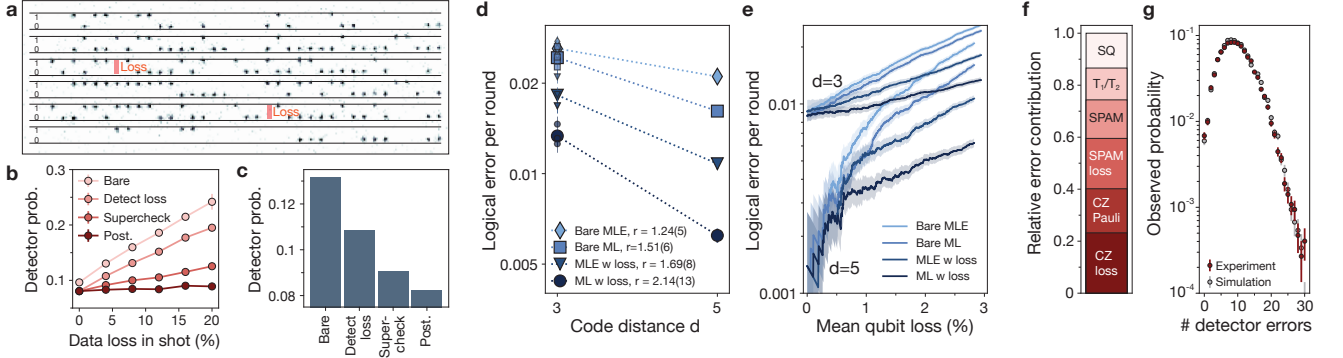 a
1
0
1
0
1
0
1
0
1
0
1
0
1
0
Loss
Loss
b
Detector prob.
0.3
0.2
0.1
Bare
Detect loss
Supercheck
Post.
0
4
8
12
16
20
Data loss in shot (%)
c
Detector prob.
0.12
0.1
0.08
Bare
Detect
loss
Super-
check
Post.
d
Logical error per round
0.02
0.01
0.005
Bare MLE, r = 1.24(5)
Bare ML, r=1.51(6)
MLE w loss, r = 1.69(8)
ML w loss, r = 2.14(13)
3
5
Code distance d
e
Logical error per round
0.01
0.001
d=3
d=5
Bare MLE
Bare ML
MLE w loss
ML w loss
0
1
2
3
Mean qubit loss (%)
f
Relative error contribution
1
0.8
0.6
0.4
0.2
0
SQ
T1/T2
SPAM
SPAM
loss
CZ
Pauli
CZ
loss
g
Observed probability
10⁻¹
10⁻²
10⁻³
10⁻⁴
Experiment
Simulation
0
10
20
30
# detector errors